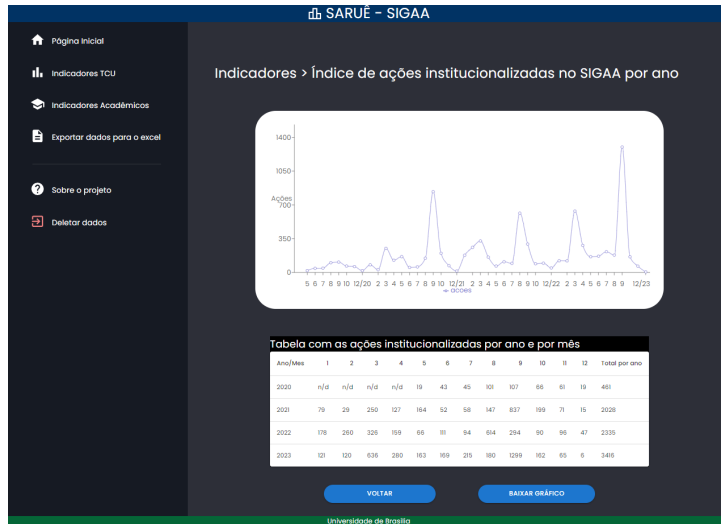 SARUÊ - SIGAA
Página Inicial
Indicadores TCU
Indicadores Acadêmicos
Exportar dados para o excel
Sobre o projeto
Deletar dados
Indicadores > Índice de ações institucionalizadas no SIGAA por ano
1400
1050
Ações
700
350
0
5 6 7 8 9 10 12/20 2 3 4 5 6 7 8 9 10 12/21 2 3 4 5 6 7 8 9 10 12/22 2 3 4 5 6 7 8 9 12/23
acoes
Tabela com as ações institucionalizadas por ano e por mês
Ano/Mes 1 2 3 4 5 6 7 8 9 10 11 12 Total por ano
2020 n/d n/d n/d n/d 19 43 45 101 107 66 61 19 461
2021 79 29 250 127 164 52 58 147 837 199 71 15 2028
2022 178 260 326 159 66 111 94 614 294 90 96 47 2335
2023 121 120 636 280 163 169 215 180 1299 162 65 6 3416
VOLTAR BAIXAR GRÁFICO
Universidade de Brasília